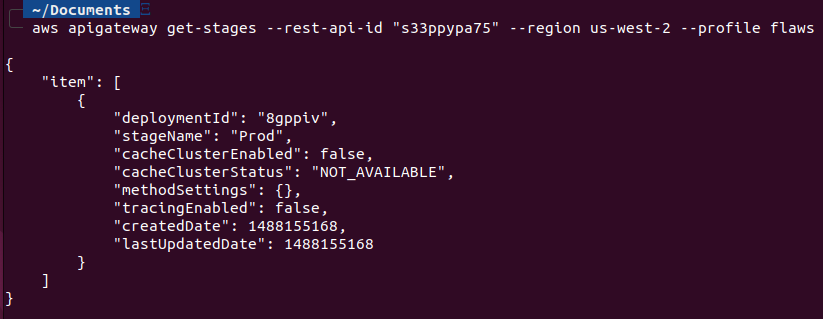 ~/Documents
aws apigateway get-stages --rest-api-id "s33ppypa75" --region us-west-2 --profile flaws
{
    "item": [
        {
            "deploymentId": "8gppiv",
            "stageName": "Prod",
            "cacheClusterEnabled": false,
            "cacheClusterStatus": "NOT_AVAILABLE",
            "methodSettings": {},
            "tracingEnabled": false,
            "createdDate": 1488155168,
            "lastUpdatedDate": 1488155168
        }
    ]
}